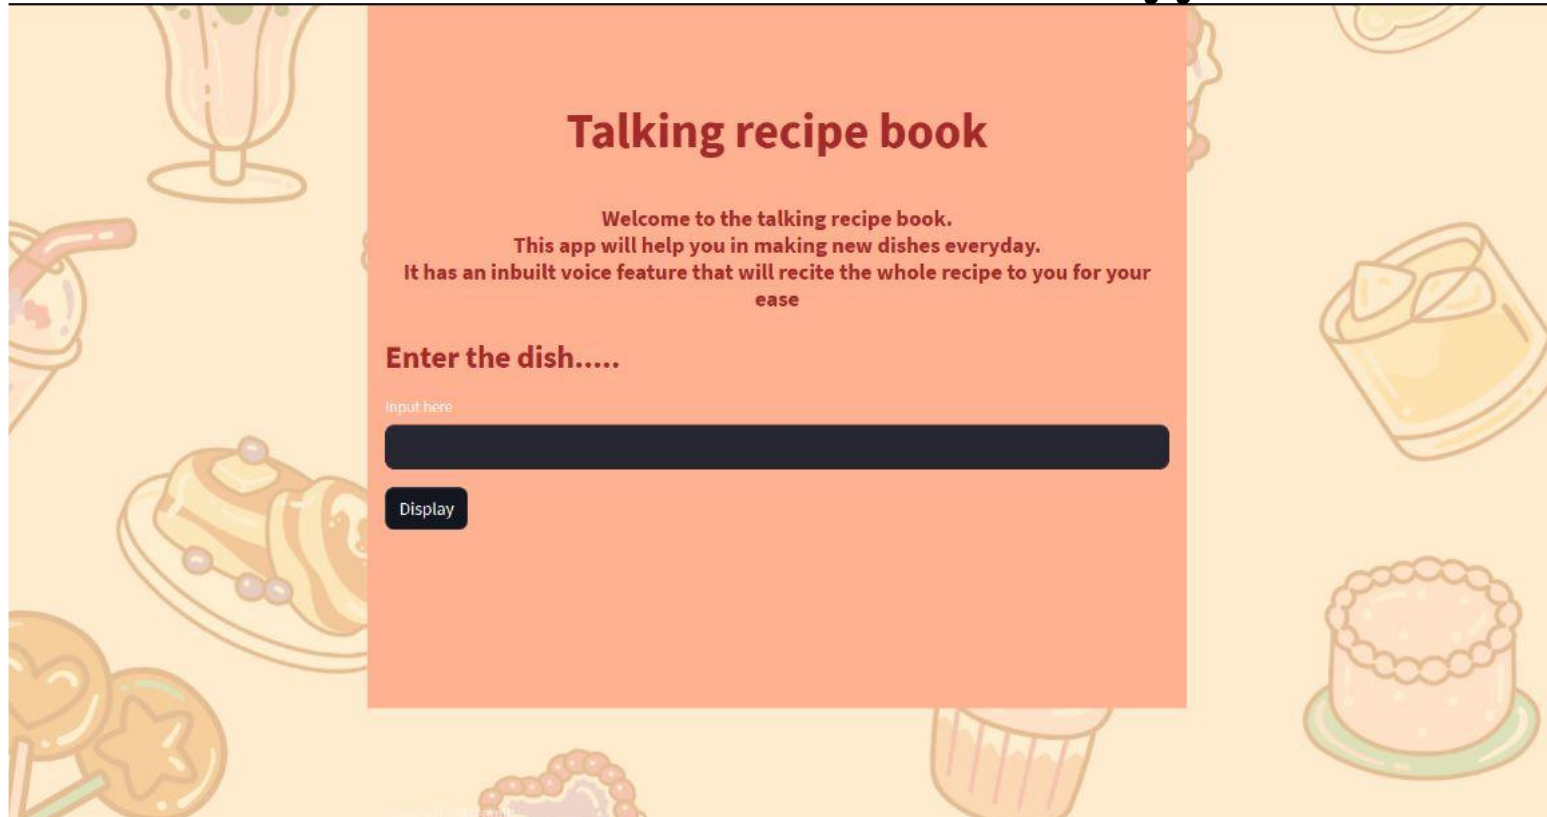 Talking recipe book
Welcome to the talking recipe book.
This app will help you in making new dishes everyday.
It has an inbuilt voice feature that will recite the whole recipe to you for your
ease
Enter the dish.....
Input here
Display